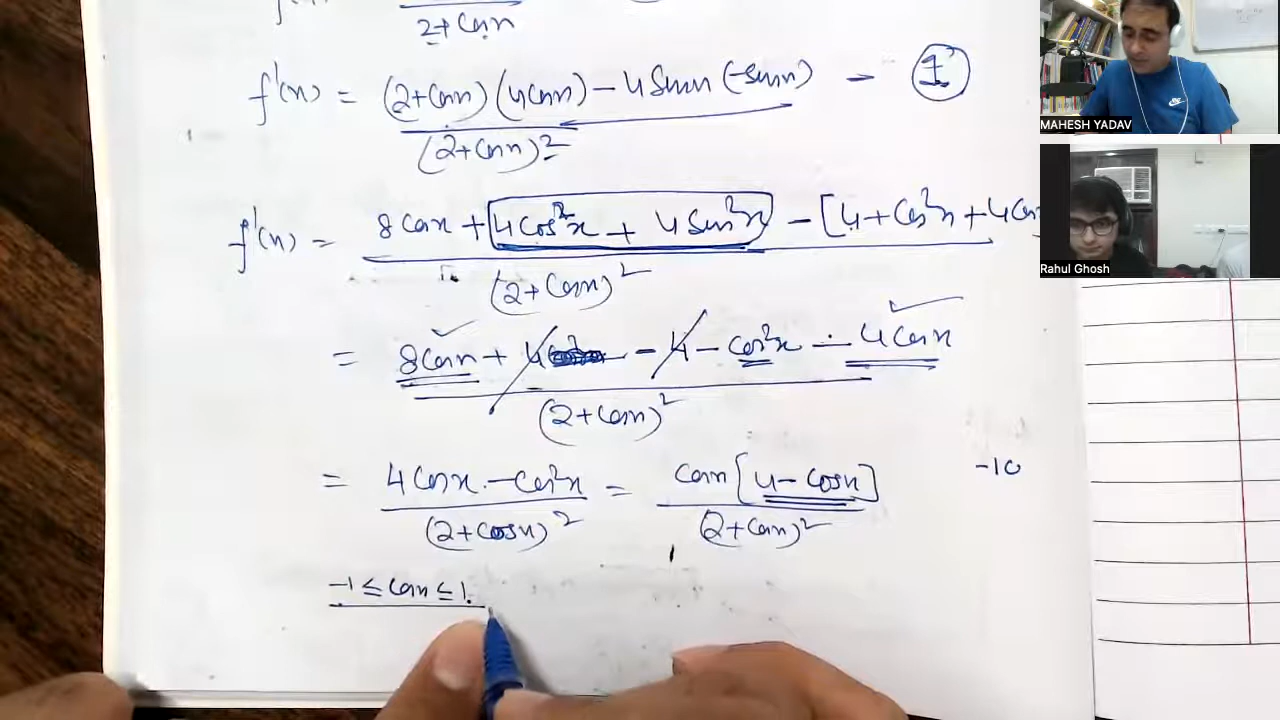 2+Cosx
f'(x) = (2+Cosx)(4Cosx) - 4Sinx(-Sinx) - 1'
(2+Cosx)²
f'(x) = 8Cosx + 4Cos²x + 4Sin²x - [4+Cos²x+4Cos
(2+Cosx)²
= 8Cosx + 4 - 4 - Cos²x - 4Cosx
(2+Cosx)²
= 4Cosx - Cos²x = Cosx[4-Cosx]
(2+Cosx)² (2+Cosx)²
-10
-1 ≤ Cosx ≤ 1.
MAHESH YADAV
Rahul Ghosh